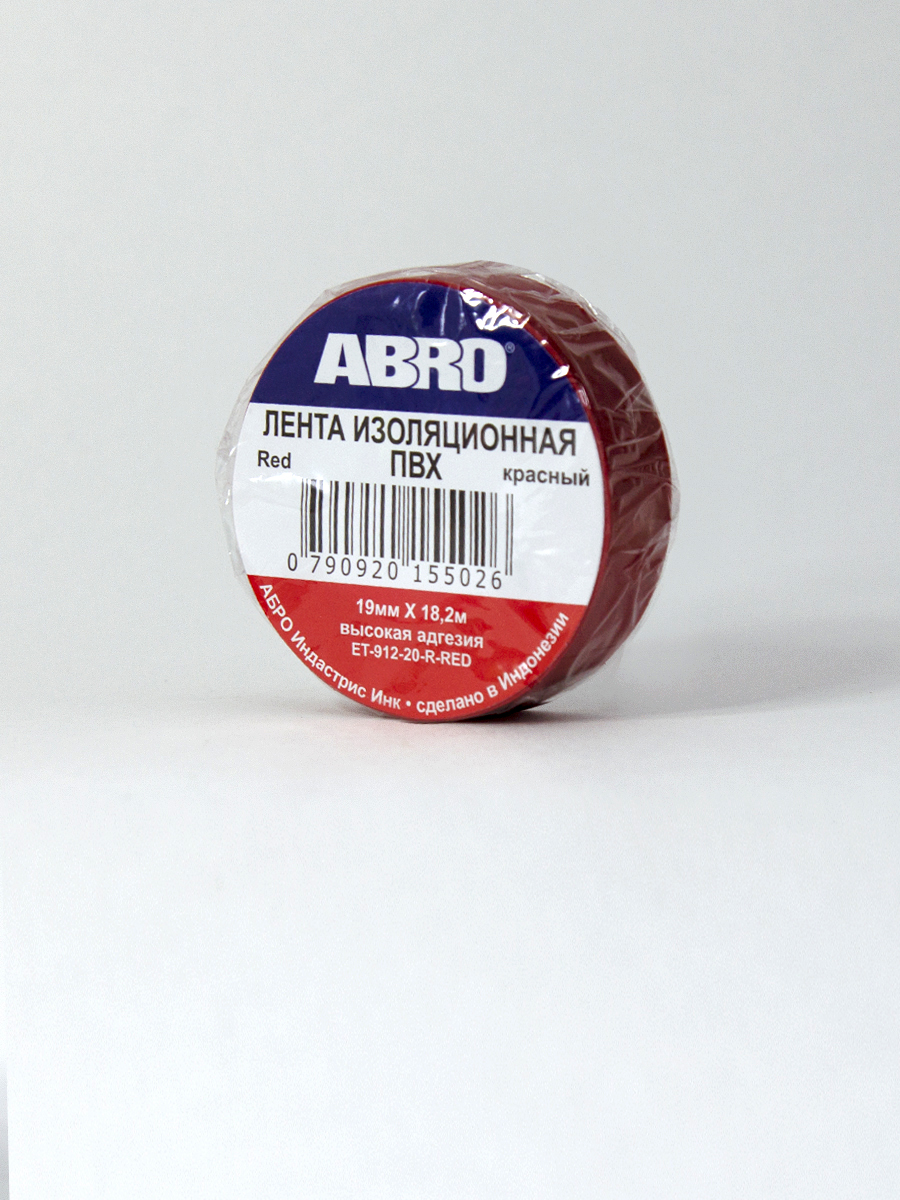 ABRO®
ЛЕНТА ИЗОЛЯЦИОННАЯ
ПВХ
Red
красный
0 790920 155026
19мм X 18,2м
высокая адгезия
ET-912-20-R-RED
АБРО Индастрис Инк • сделано в Индонезии